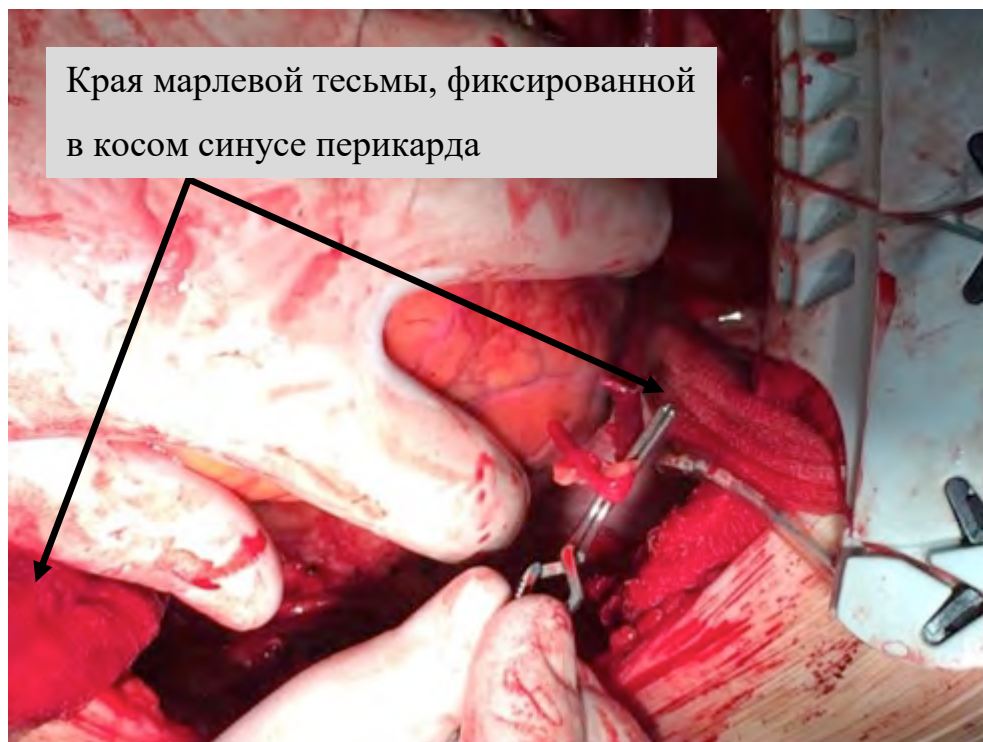 Края марлевой тесьмы, фиксированной
в косом синусе перикарда